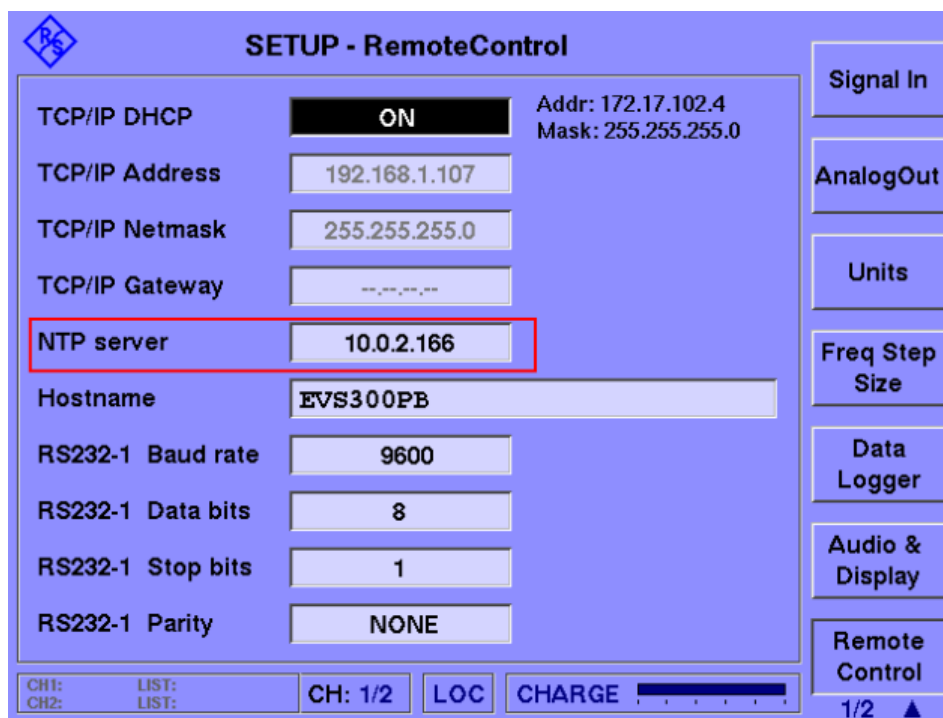 R&S
SETUP - RemoteControl
TCP/IP DHCP
ON
Addr: 172.17.102.4
Mask: 255.255.255.0
TCP/IP Address
192.168.1.107
TCP/IP Netmask
255.255.255.0
TCP/IP Gateway
--.--.--.--
NTP server
10.0.2.166
Hostname
EVS300PB
RS232-1 Baud rate
9600
RS232-1 Data bits
8
RS232-1 Stop bits
1
RS232-1 Parity
NONE
CH1: LIST:
CH2: LIST:
CH: 1/2
LOC
CHARGE
Signal In
AnalogOut
Units
Freq Step
Size
Data
Logger
Audio &
Display
Remote
Control
1/2 ▲